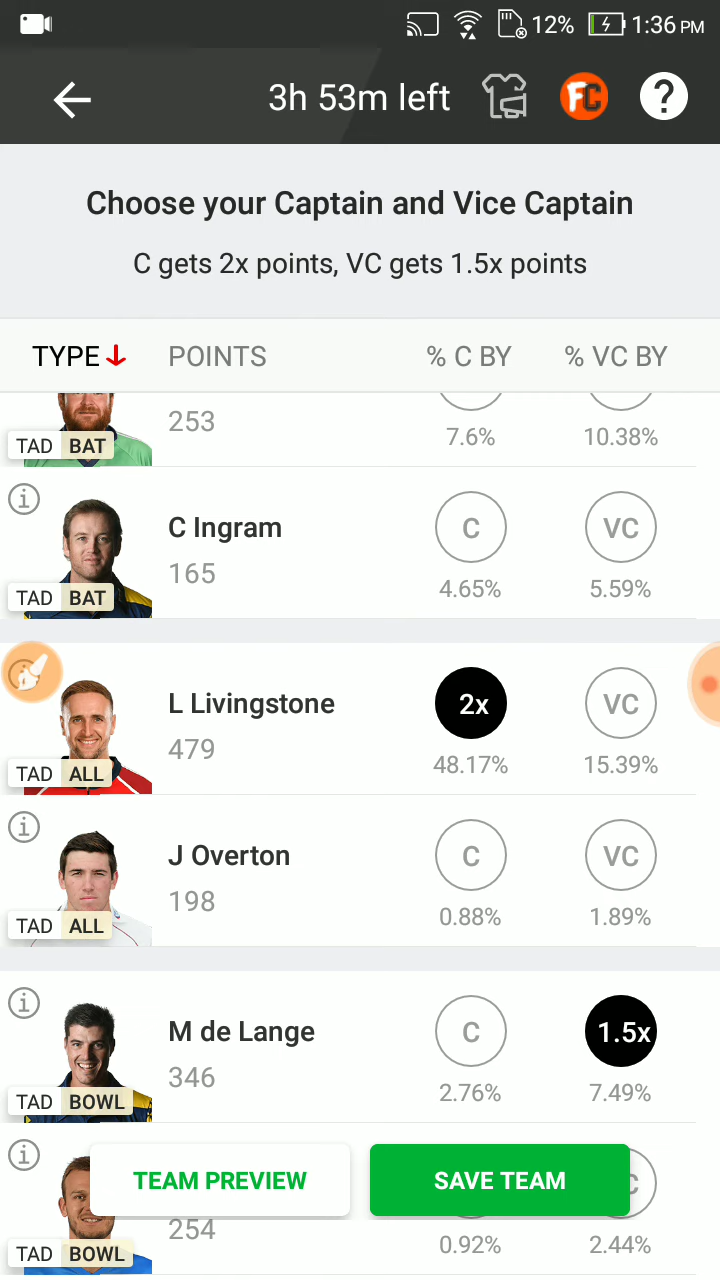 12% 1:36 PM
3h 53m left FC ?
Choose your Captain and Vice Captain
C gets 2x points, VC gets 1.5x points
TYPE POINTS % C BY % VC BY
253
TAD BAT 7.6% 10.38%
i
C Ingram C VC
165
TAD BAT 4.65% 5.59%
L Livingstone 2x VC
479
TAD ALL 48.17% 15.39%
i
J Overton C VC
198
TAD ALL 0.88% 1.89%
i
M de Lange C 1.5x
346
TAD BOWL 2.76% 7.49%
i
TEAM PREVIEW SAVE TEAM C
254
TAD BOWL 0.92% 2.44%